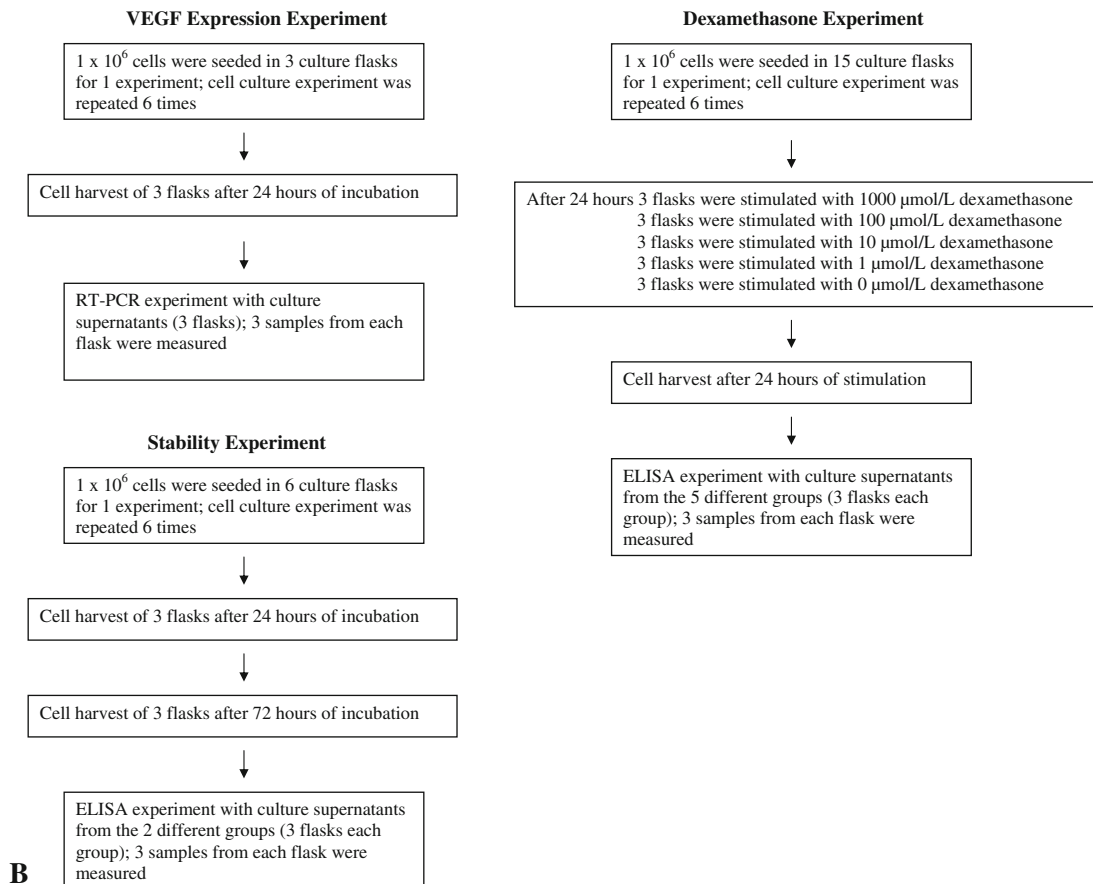 VEGF Expression Experiment
1 x 10⁶ cells were seeded in 3 culture flasks
for 1 experiment; cell culture experiment was
repeated 6 times
Cell harvest of 3 flasks after 24 hours of incubation
RT-PCR experiment with culture
supernatants (3 flasks); 3 samples from each
flask were measured
Stability Experiment
1 x 10⁶ cells were seeded in 6 culture flasks
for 1 experiment; cell culture experiment was
repeated 6 times
Cell harvest of 3 flasks after 24 hours of incubation
Cell harvest of 3 flasks after 72 hours of incubation
ELISA experiment with culture supernatants
from the 2 different groups (3 flasks each
group); 3 samples from each flask were
measured
B
Dexamethasone Experiment
1 x 10⁶ cells were seeded in 15 culture flasks
for 1 experiment; cell culture experiment was
repeated 6 times
After 24 hours 3 flasks were stimulated with 1000 µmol/L dexamethasone
3 flasks were stimulated with 100 µmol/L dexamethasone
3 flasks were stimulated with 10 µmol/L dexamethasone
3 flasks were stimulated with 1 µmol/L dexamethasone
3 flasks were stimulated with 0 µmol/L dexamethasone
Cell harvest after 24 hours of stimulation
ELISA experiment with culture supernatants
from the 5 different groups (3 flasks each
group); 3 samples from each flask were
measured